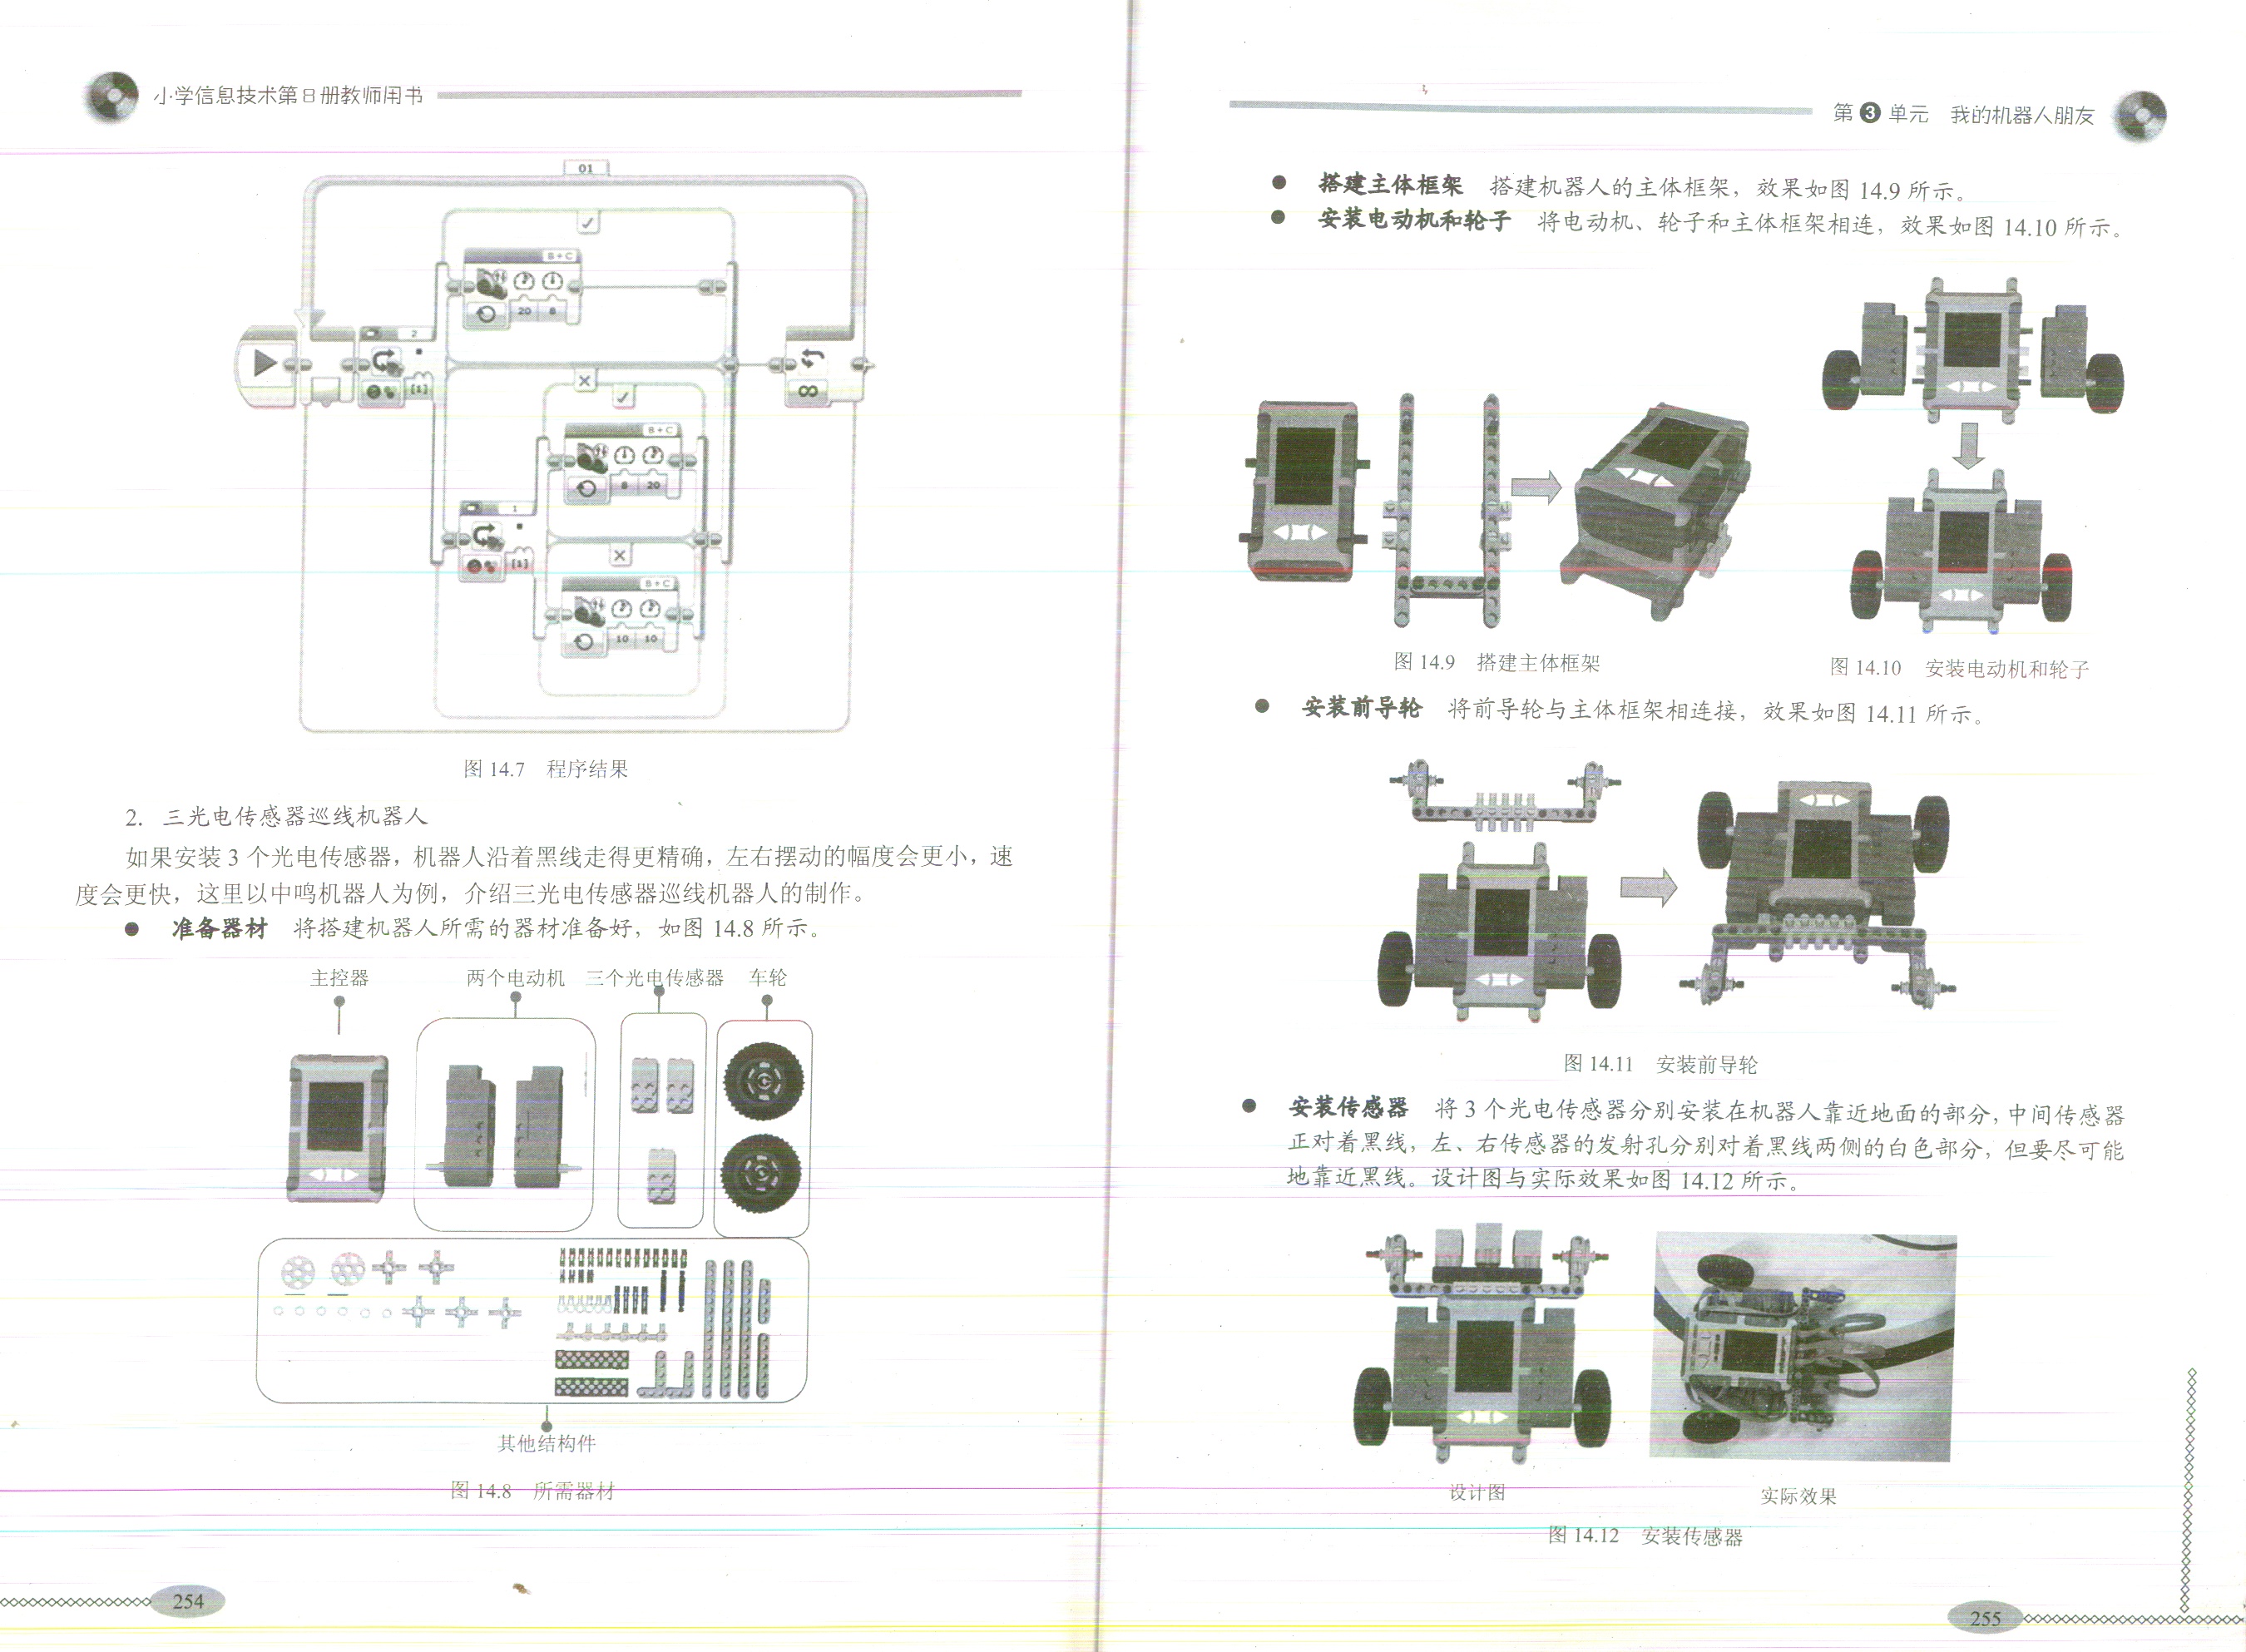 小学信息技术第8册教师用书
01
B+C
20 8
2
[1]
B+C
8 20
1
[1]
B+C
10 10
图 14.7 程序结果
2. 三光电传感器巡线机器人
如果安装 3 个光电传感器，机器人沿着黑线走得更精确，左右摆动的幅度会更小，速
度会更快，这里以中鸣机器人为例，介绍三光电传感器巡线机器人的制作。
● 准备器材 将搭建机器人所需的器材准备好，如图 14.8 所示。
主控器 两个电动机 三个光电传感器 车轮
其他结构件
图 14.8 所需器材
254
第3单元 我的机器人朋友
● 搭建主体框架 搭建机器人的主体框架，效果如图 14.9 所示。
● 安装电动机和轮子 将电动机、轮子和主体框架相连，效果如图 14.10 所示。
图 14.9 搭建主体框架
图 14.10 安装电动机和轮子
● 安装前导轮 将前导轮与主体框架相连接，效果如图 14.11 所示。
图 14.11 安装前导轮
● 安装传感器 将 3 个光电传感器分别安装在机器人靠近地面的部分，中间传感器
正对着黑线，左、右传感器的发射孔分别对着黑线两侧的白色部分，但要尽可能
地靠近黑线。设计图与实际效果如图 14.12 所示。
设计图 实际效果
图 14.12 安装传感器
255